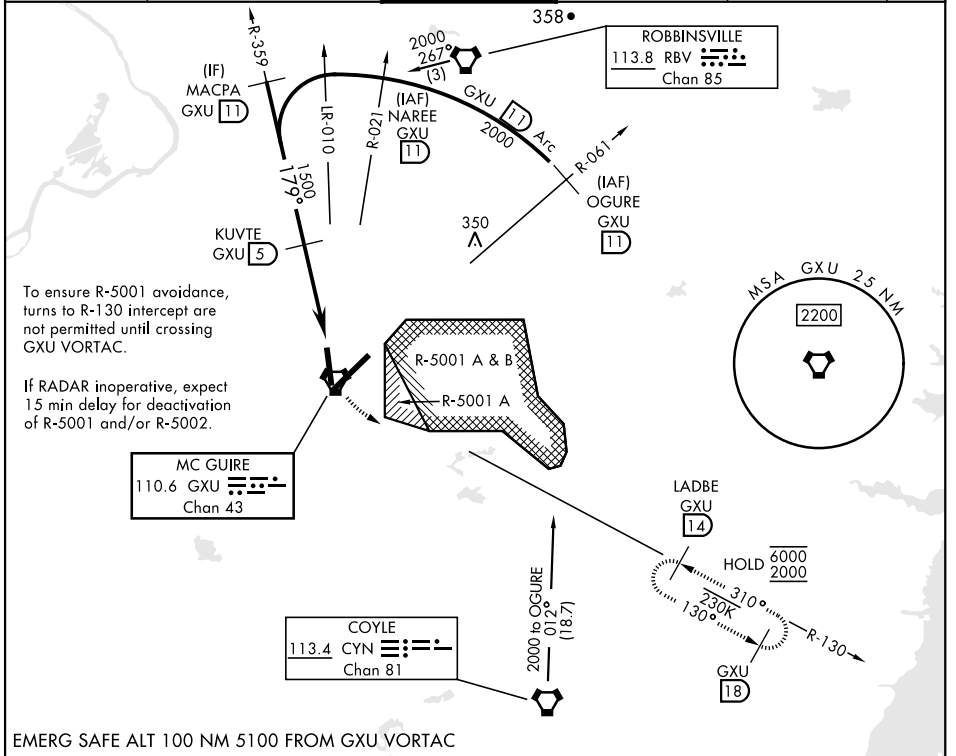 358
R-359
2000
267°
(3)
ROBBINSVILLE
113.8 RBV
Chan 85
(IF)
MACPA
GXU 11
LR-010
R-021
(IAF)
NAREE
GXU
11
GXU 11 Arc
2000
R-061
(IAF)
OGURE
GXU
11
1500
179°
350
KUVTE
GXU 5
MSA GXU 25 NM
2200
To ensure R-5001 avoidance,
turns to R-130 intercept are
not permitted until crossing
GXU VORTAC.
If RADAR inoperative, expect
15 min delay for deactivation
of R-5001 and/or R-5002.
R-5001 A & B
R-5001 A
MC GUIRE
110.6 GXU
Chan 43
LADBE
GXU
14
HOLD 6000
2000
310°
230K
130°
R-130
GXU
18
2000 to OGURE
012°
(18.7)
COYLE
113.4 CYN
Chan 81
EMERG SAFE ALT 100 NM 5100 FROM GXU VORTAC